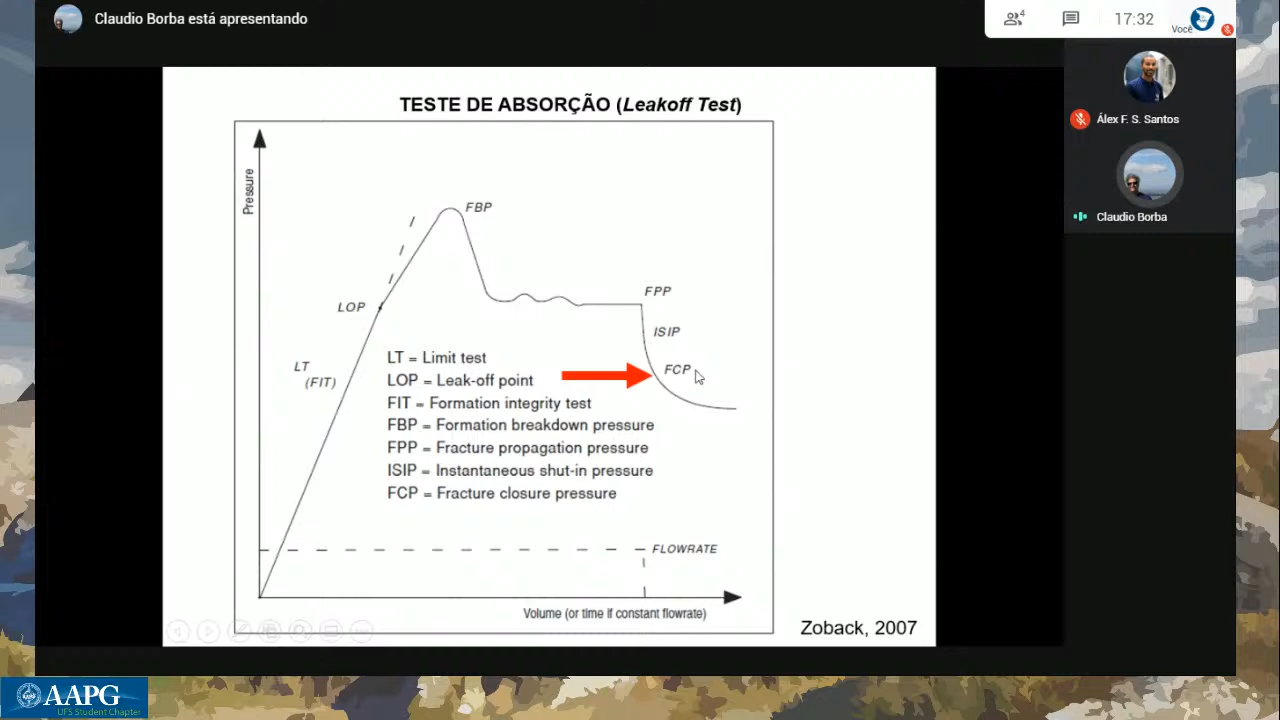 Claudio Borba está apresentando
4
17:32
Você
Álex F. S. Santos
Claudio Borba
TESTE DE ABSORÇÃO (Leakoff Test)
Pressure
FBP
LOP
FPP
ISIP
FCP
LT
(FIT)
LT = Limit test
LOP = Leak-off point
FIT = Formation integrity test
FBP = Formation breakdown pressure
FPP = Fracture propagation pressure
ISIP = Instantaneous shut-in pressure
FCP = Fracture closure pressure
FLOWRATE
Volume (or time if constant flowrate)
Zoback, 2007
AAPG
UFS Student Chapter